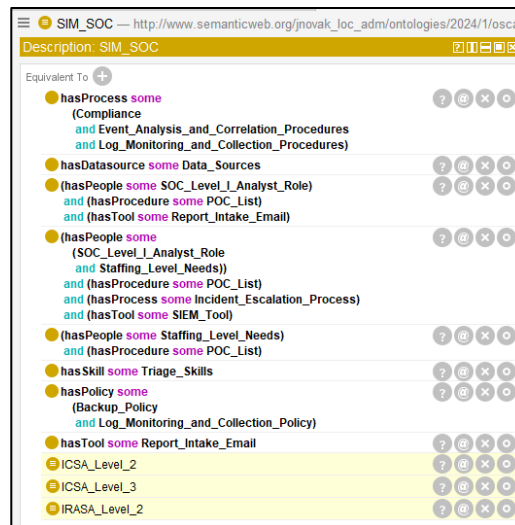 SIM_SOC — http://www.semanticweb.org/jnovak_loc_adm/ontologies/2024/1/osca
Description: SIM_SOC
Equivalent To
hasProcess some
(Compliance
and Event_Analysis_and_Correlation_Procedures
and Log_Monitoring_and_Collection_Procedures)
hasDatasource some Data_Sources
(hasPeople some SOC_Level_I_Analyst_Role)
and (hasProcedure some POC_List)
and (hasTool some Report_Intake_Email)
(hasPeople some
(SOC_Level_I_Analyst_Role
and Staffing_Level_Needs))
and (hasProcedure some POC_List)
and (hasProcess some Incident_Escalation_Process)
and (hasTool some SIEM_Tool)
(hasPeople some Staffing_Level_Needs)
and (hasProcedure some POC_List)
hasSkill some Triage_Skills
hasPolicy some
(Backup_Policy
and Log_Monitoring_and_Collection_Policy)
hasTool some Report_Intake_Email
ICSA_Level_2
ICSA_Level_3
IRASA_Level_2